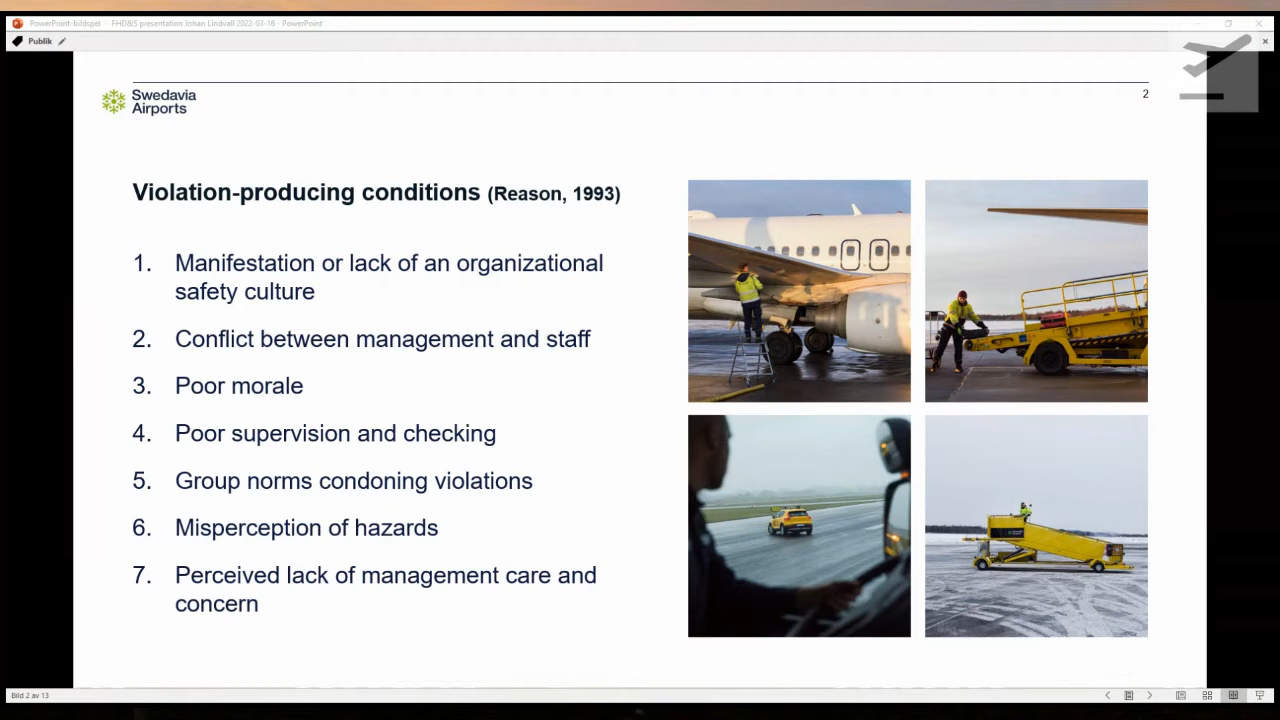 PowerPoint-bildspel - FHD&S presentation Johan Lindvall 2022-03-16 - PowerPoint
Publik
Swedavia
Airports
2
Violation-producing conditions (Reason, 1993)
1. Manifestation or lack of an organizational
safety culture
2. Conflict between management and staff
3. Poor morale
4. Poor supervision and checking
5. Group norms condoning violations
6. Misperception of hazards
7. Perceived lack of management care and
concern
Bild 2 av 13